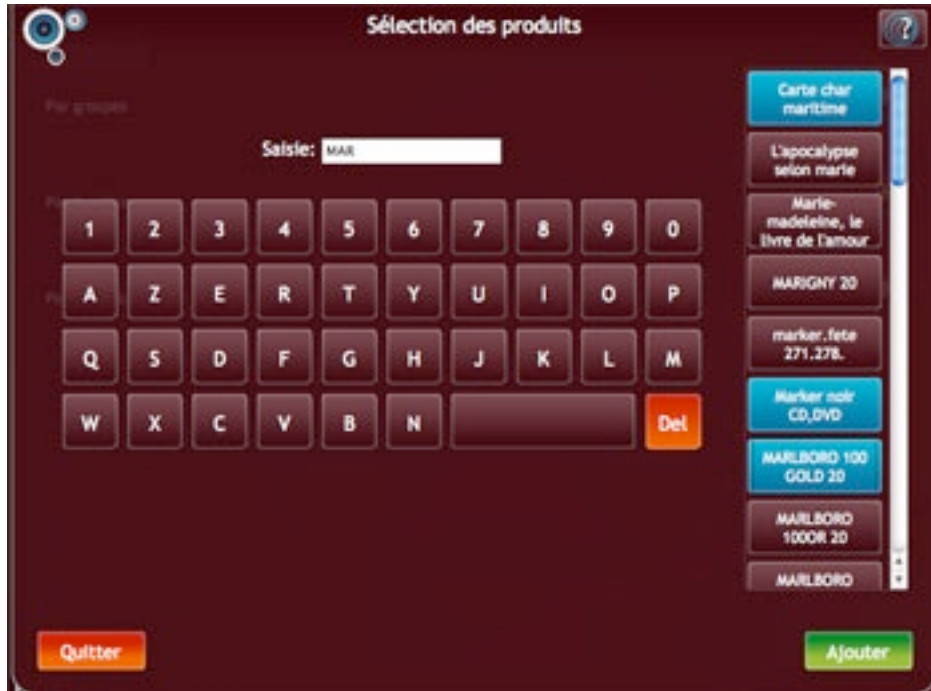 Sélection des produits
?
Par groupes
Saisie: MAR
1 2 3 4 5 6 7 8 9 0
A Z E R T Y U I O P
Q S D F G H J K L M
W X C V B N Del
Carte char
maritime
L'apocalypse
selon marie
Marie-
madeleine, le
livre de l'amour
MARIGNY 20
marker.fete
271.278.
Marker noir
CD,DVD
MARLBORO 100
GOLD 20
MARLBORO
100OR 20
MARLBORO
Quitter
Ajouter